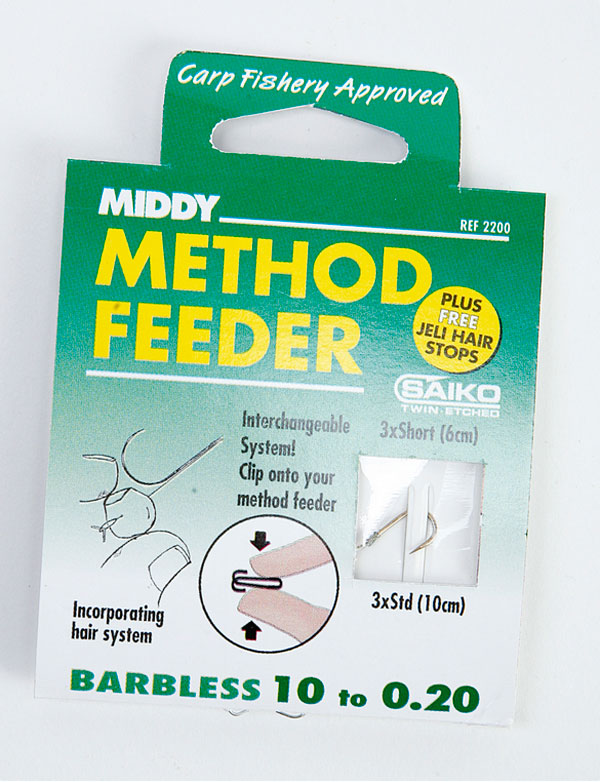 Carp Fishery Approved
MIDDY
REF 2200
METHOD
FEEDER
PLUS
FREE
JELI HAIR
STOPS
SAIKO
TWIN-ETCHED
Interchangeable
System!
Clip onto your
method feeder
3xShort (6cm)
3xStd (10cm)
Incorporating
hair system
BARBLESS 10 to 0.20